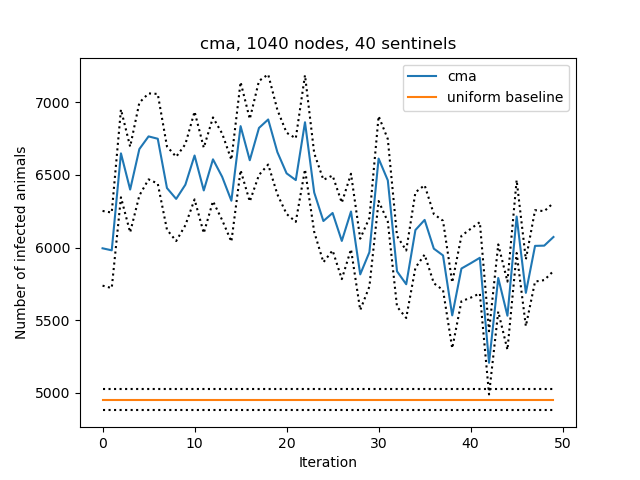 cma, 1040 nodes, 40 sentinels
cma
uniform baseline
Number of infected animals
7000
6500
6000
5500
5000
0 10 20 30 40 50
Iteration